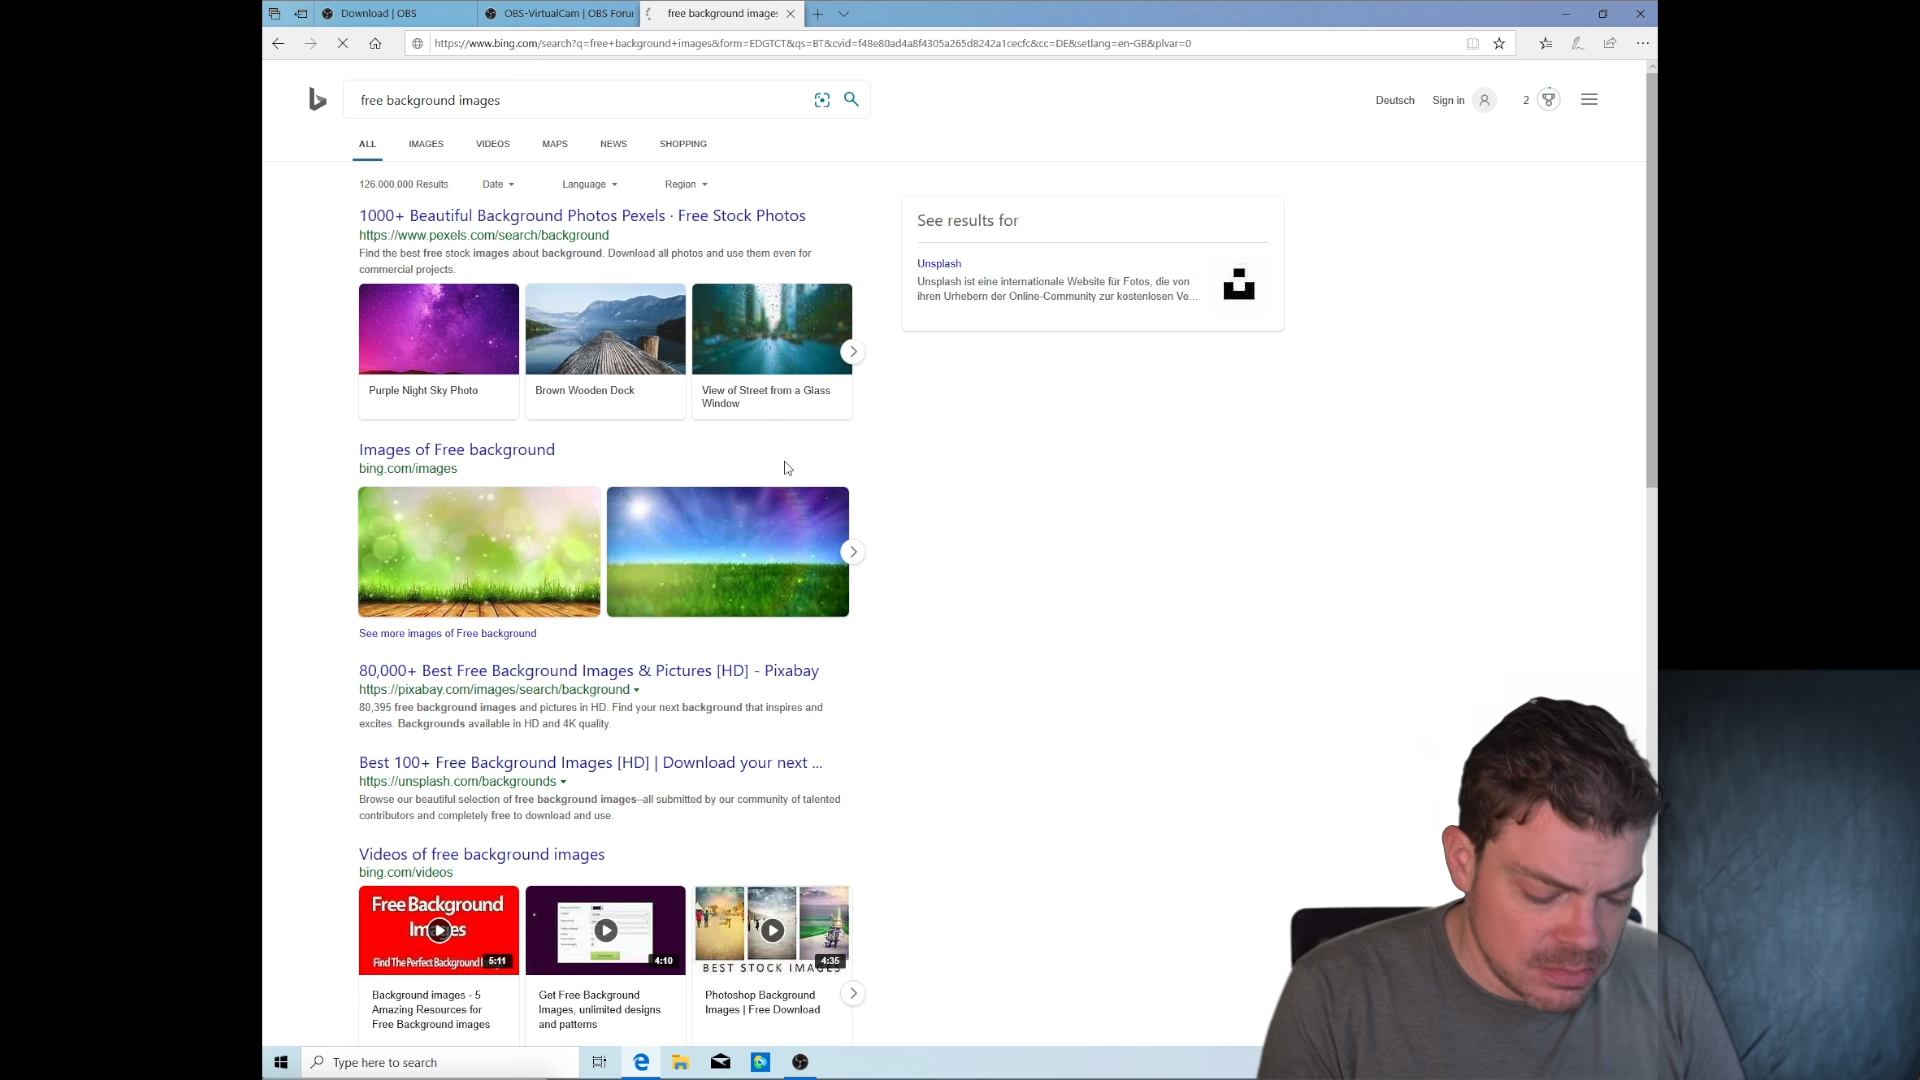 Download | OBS
OBS-VirtualCam | OBS Foru
free background image
https://www.bing.com/search?q=free+background+images&form=EDGTCT&qs=BT&cvid=f48e80ad4a8f4305a265d8242a1cecfc&cc=DE&setlang=en-GB&plvar=0
free background images
Deutsch
Sign in
2
ALL
IMAGES
VIDEOS
MAPS
NEWS
SHOPPING
126.000.000 Results
Date
Language
Region
1000+ Beautiful Background Photos Pexels · Free Stock Photos
https://www.pexels.com/search/background
Find the best free stock images about background. Download all photos and use them even for
commercial projects.
Purple Night Sky Photo
Brown Wooden Dock
View of Street from a Glass
Window
See results for
Unsplash
Unsplash ist eine internationale Website für Fotos, die von
ihren Urhebern der Online-Community zur kostenlosen Ve...
Images of Free background
bing.com/images
See more images of Free background
80,000+ Best Free Background Images & Pictures [HD] - Pixabay
https://pixabay.com/images/search/background
80,395 free background images and pictures in HD. Find your next background that inspires and
excites. Backgrounds available in HD and 4K quality.
Best 100+ Free Background Images [HD] | Download your next ...
https://unsplash.com/backgrounds
Browse our beautiful selection of free background images–all submitted by our community of talented
contributors and completely free to download and use.
Videos of free background images
bing.com/videos
Free Background
Images
Find The Perfect Background
5:11
4:10
BEST STOCK IMAGES
4:35
Background images - 5
Amazing Resources for
Free Background images
Get Free Background
Images, unlimited designs
and patterns
Photoshop Background
Images | Free Download
Type here to search